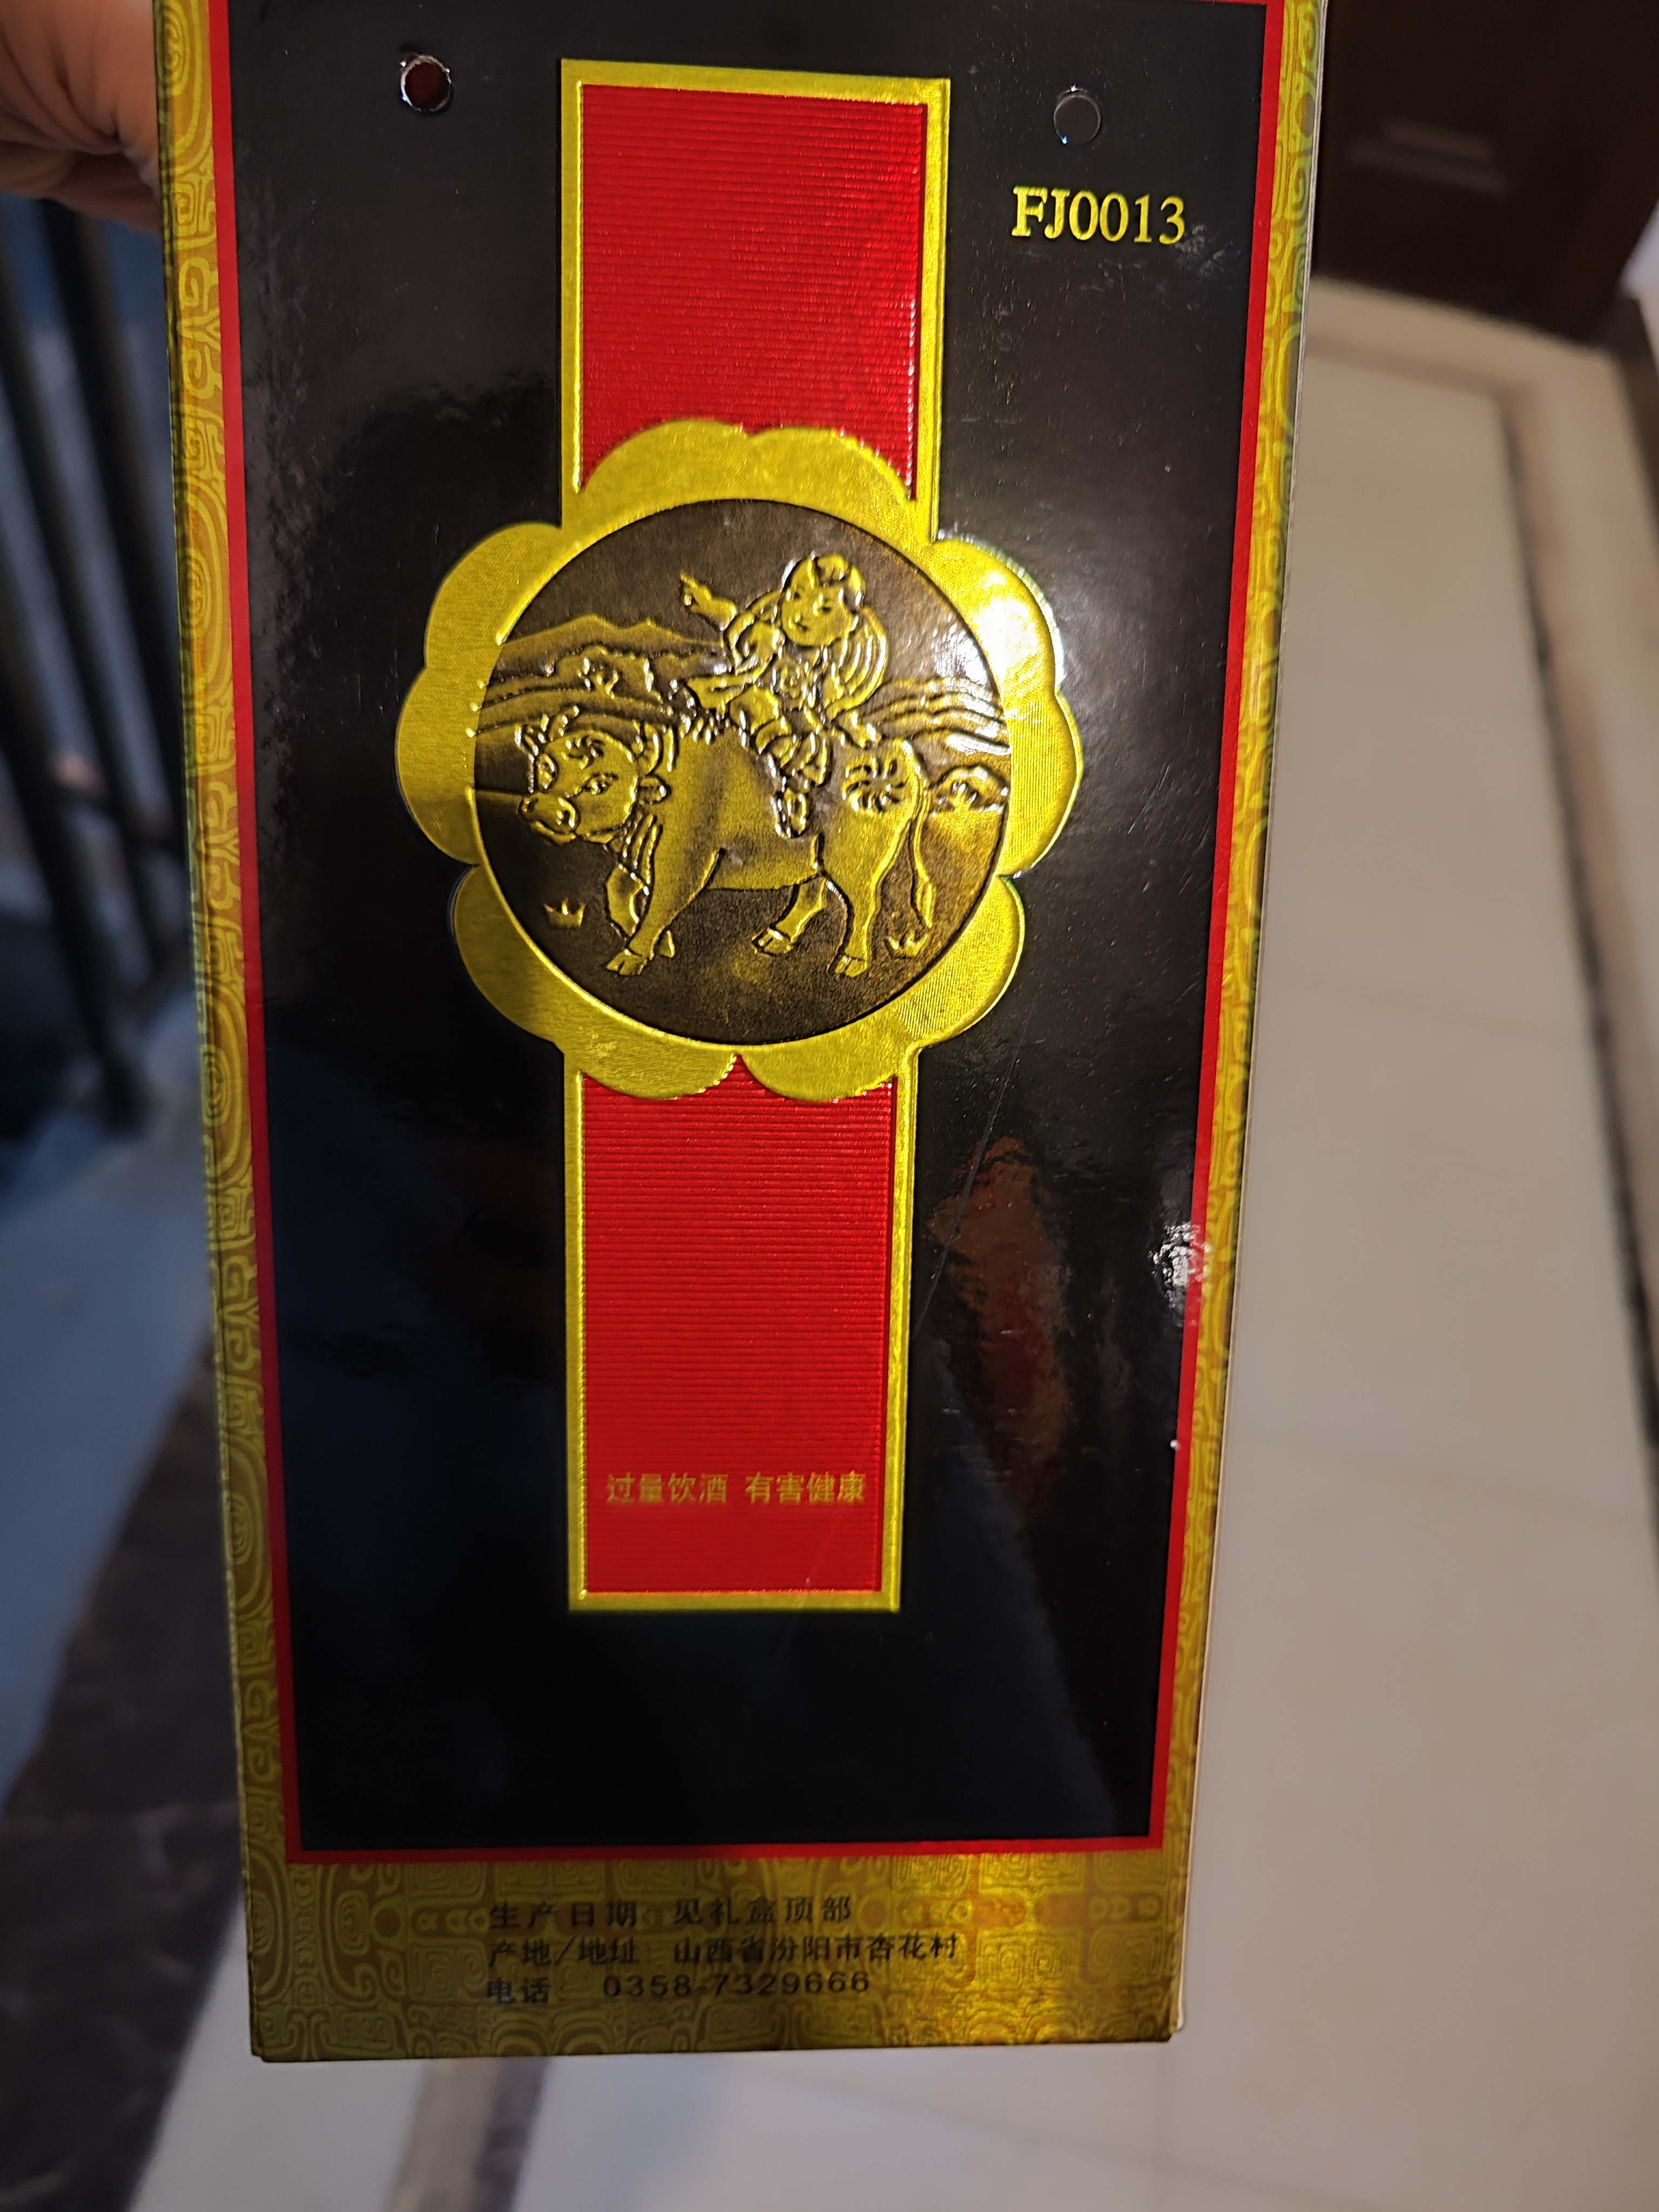 FJ0013
过量饮酒 有害健康
生产日期 见礼盒顶部
产地/地址 山西省汾阳市杏花村
电话: 0358-7329666